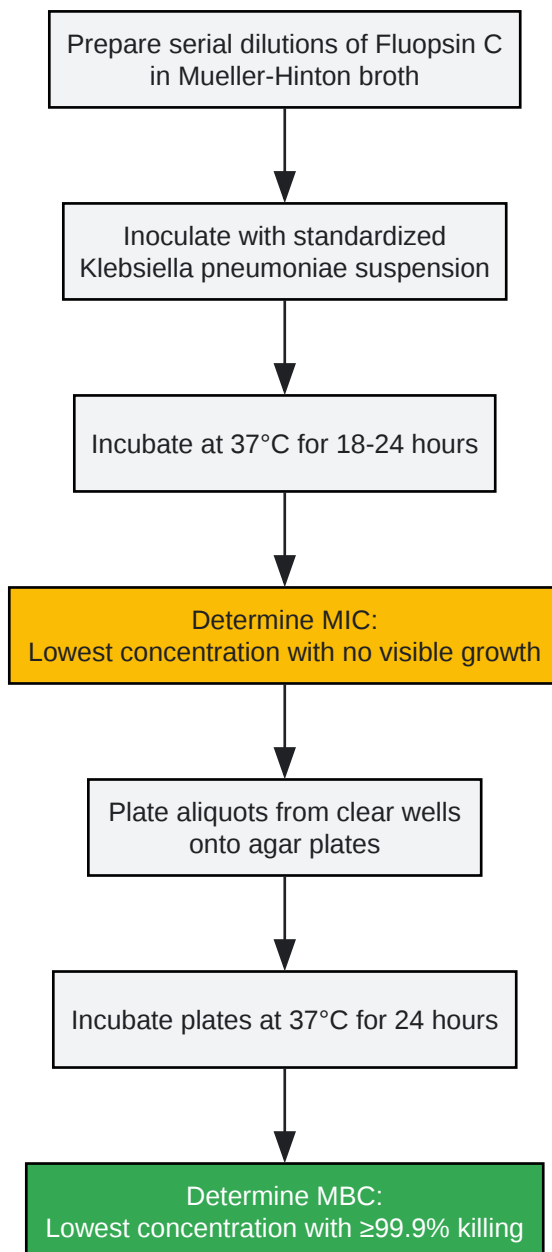 Prepare serial dilutions of Fluopsin C
in Mueller-Hinton broth
Inoculate with standardized
Klebsiella pneumoniae suspension
Incubate at 37°C for 18-24 hours
Determine MIC:
Lowest concentration with no visible growth
Plate aliquots from clear wells
onto agar plates
Incubate plates at 37°C for 24 hours
Determine MBC:
Lowest concentration with ≥99.9% killing